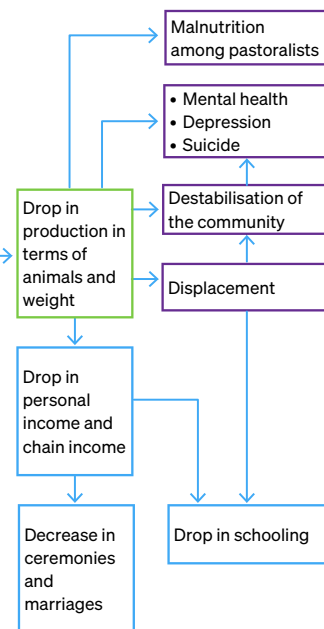 Malnutrition
among pastoralists
• Mental health
• Depression
• Suicide
Drop in
production in
terms of
animals and
weight
Destabilisation of
the community
Displacement
Drop in
personal
income and
chain income
Decrease in
ceremonies
and
marriages
Drop in schooling